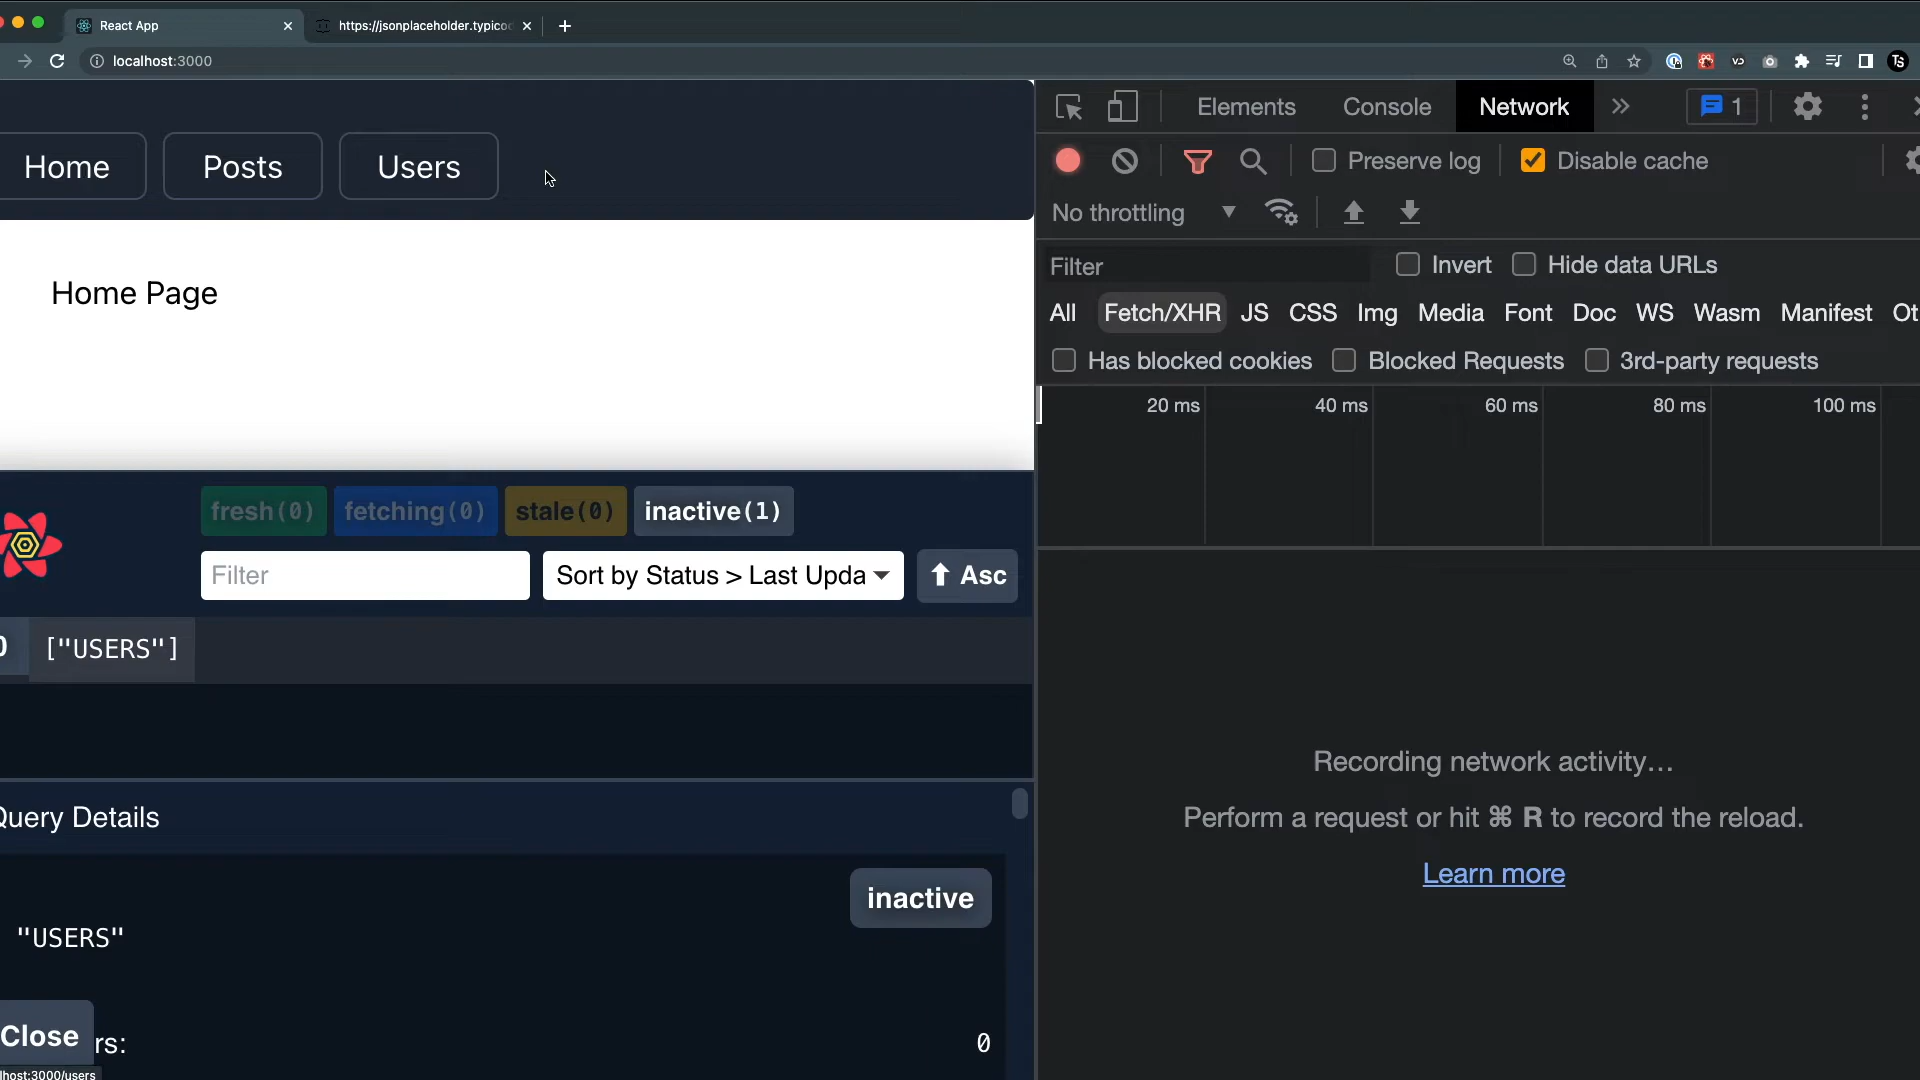 React App
https://jsonplaceholder.typico
localhost:3000
TS
Home
Posts
Users
Home Page
fresh(0)
fetching(0)
stale(0)
inactive(1)
Filter
Sort by Status > Last Upda
Asc
0
["USERS"]
Query Details
"USERS"
inactive
Close
rs:
0
lhost:3000/users
Elements
Console
Network
1
Preserve log
Disable cache
No throttling
Filter
Invert
Hide data URLs
All
Fetch/XHR
JS
CSS
Img
Media
Font
Doc
WS
Wasm
Manifest
Ot
Has blocked cookies
Blocked Requests
3rd-party requests
20 ms
40 ms
60 ms
80 ms
100 ms
Recording network activity…
Perform a request or hit ⌘ R to record the reload.
Learn more